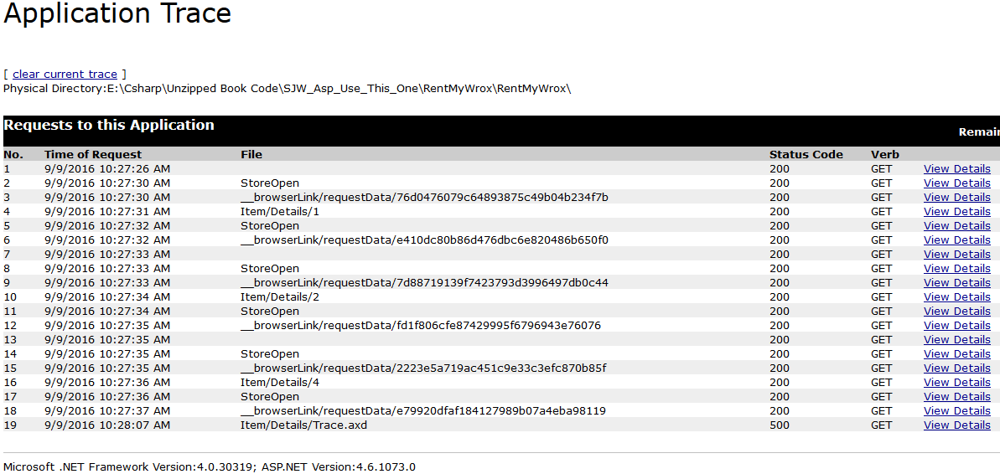 Application Trace
[ clear current trace ]
Physical Directory:E:\Csharp\Unzipped Book Code\SJW_Asp_Use_This_One\RentMyWrox\RentMyWrox\
Requests to this Application
Remain
No. Time of Request File Status Code Verb
1 9/9/2016 10:27:26 AM 200 GET View Details
2 9/9/2016 10:27:30 AM StoreOpen 200 GET View Details
3 9/9/2016 10:27:30 AM __browserLink/requestData/76d0476079c64893875c49b04b234f7b 200 GET View Details
4 9/9/2016 10:27:31 AM Item/Details/1 200 GET View Details
5 9/9/2016 10:27:32 AM StoreOpen 200 GET View Details
6 9/9/2016 10:27:32 AM __browserLink/requestData/e410dc80b86d476dbc6e820486b650f0 200 GET View Details
7 9/9/2016 10:27:33 AM 200 GET View Details
8 9/9/2016 10:27:33 AM StoreOpen 200 GET View Details
9 9/9/2016 10:27:33 AM __browserLink/requestData/7d88719139f7423793d3996497db0c44 200 GET View Details
10 9/9/2016 10:27:34 AM Item/Details/2 200 GET View Details
11 9/9/2016 10:27:34 AM StoreOpen 200 GET View Details
12 9/9/2016 10:27:35 AM __browserLink/requestData/fd1f806cfe87429995f6796943e76076 200 GET View Details
13 9/9/2016 10:27:35 AM 200 GET View Details
14 9/9/2016 10:27:35 AM StoreOpen 200 GET View Details
15 9/9/2016 10:27:35 AM __browserLink/requestData/2223e5a719ac451c9e33c3efc870b85f 200 GET View Details
16 9/9/2016 10:27:36 AM Item/Details/4 200 GET View Details
17 9/9/2016 10:27:36 AM StoreOpen 200 GET View Details
18 9/9/2016 10:27:37 AM __browserLink/requestData/e79920dfaf184127989b07a4eba98119 200 GET View Details
19 9/9/2016 10:28:07 AM Item/Details/Trace.axd 500 GET View Details
Microsoft .NET Framework Version:4.0.30319; ASP.NET Version:4.6.1073.0